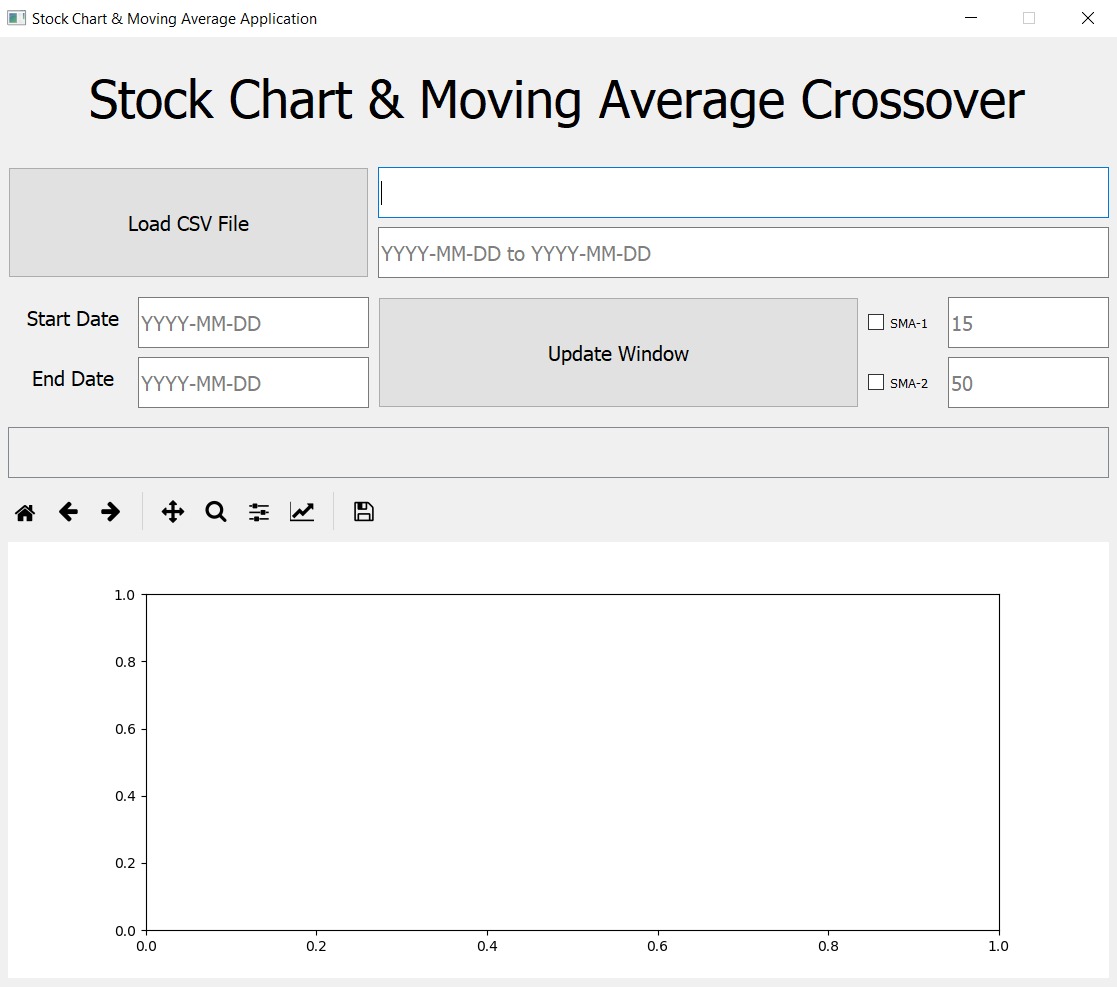 Stock Chart & Moving Average Application
Stock Chart & Moving Average Crossover
Load CSV File
YYYY-MM-DD to YYYY-MM-DD
Start Date
YYYY-MM-DD
End Date
YYYY-MM-DD
Update Window
SMA-1
15
SMA-2
50
1.0
0.8
0.6
0.4
0.2
0.0
0.0 0.2 0.4 0.6 0.8 1.0